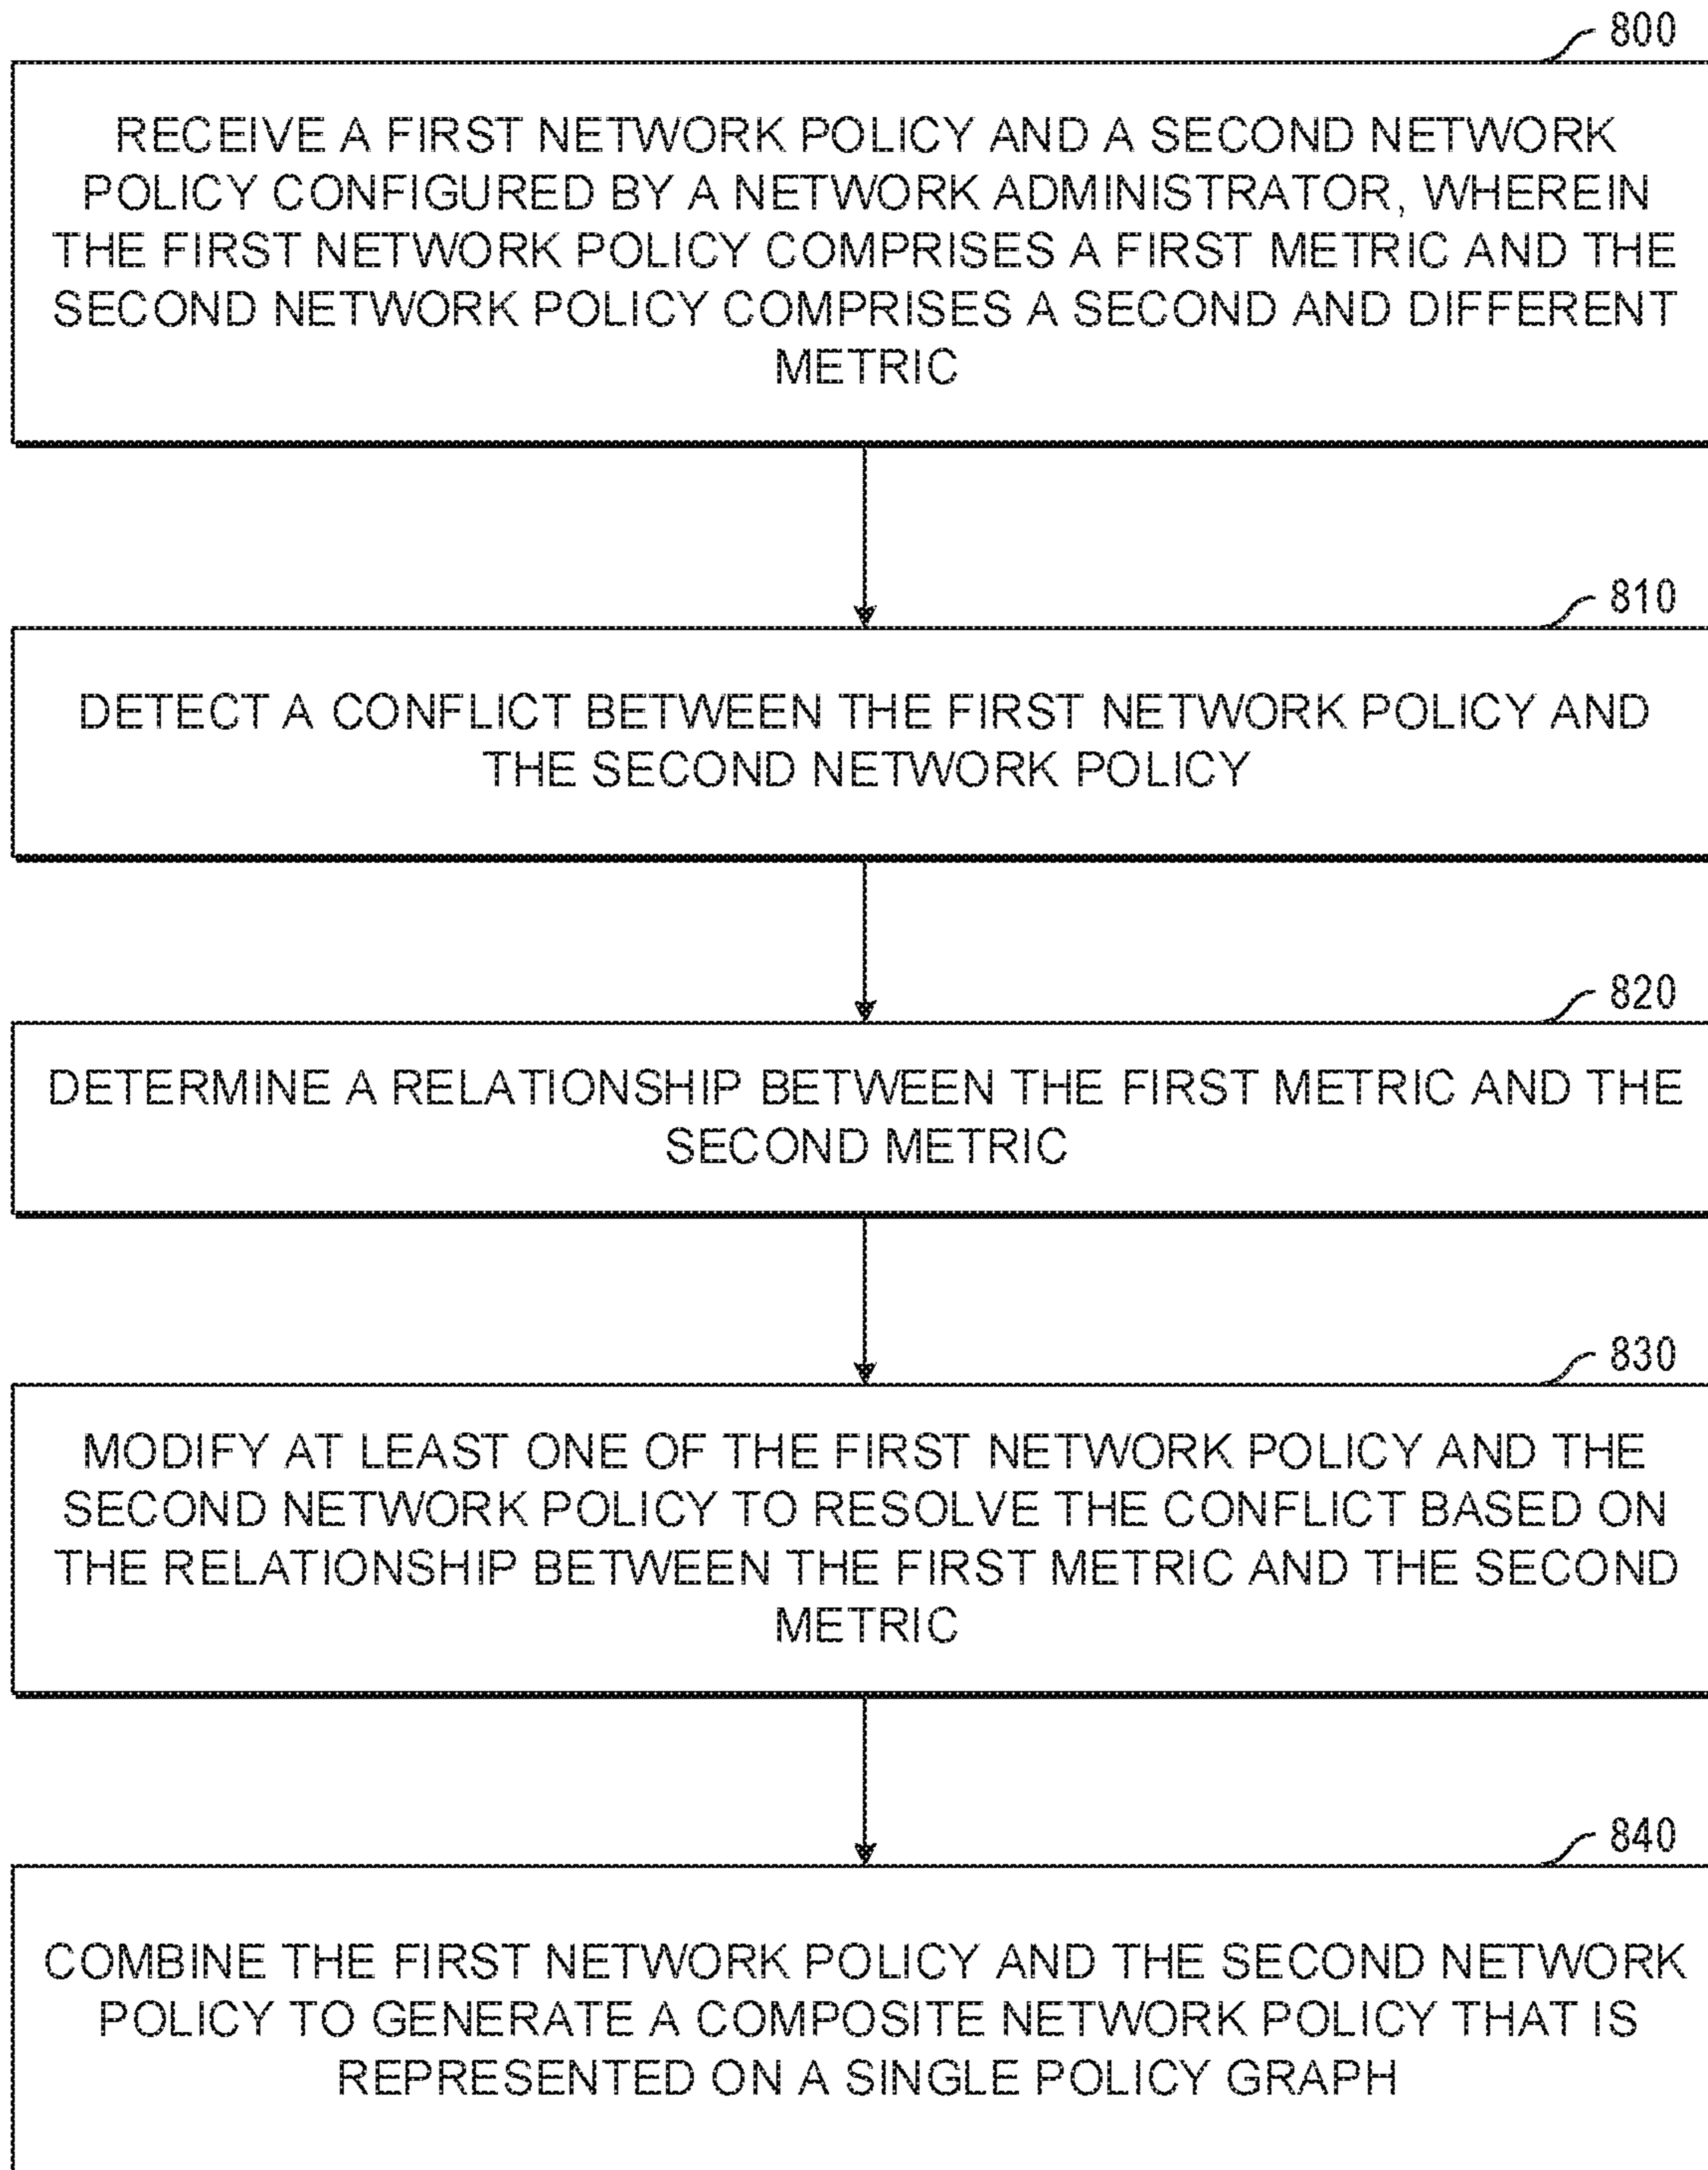 800
RECEIVE A FIRST NETWORK POLICY AND A SECOND NETWORK
POLICY CONFIGURED BY A NETWORK ADMINISTRATOR, WHEREIN
THE FIRST NETWORK POLICY COMPRISES A FIRST METRIC AND THE
SECOND NETWORK POLICY COMPRISES A SECOND AND DIFFERENT
METRIC
810
DETECT A CONFLICT BETWEEN THE FIRST NETWORK POLICY AND
THE SECOND NETWORK POLICY
820
DETERMINE A RELATIONSHIP BETWEEN THE FIRST METRIC AND THE
SECOND METRIC
830
MODIFY AT LEAST ONE OF THE FIRST NETWORK POLICY AND THE
SECOND NETWORK POLICY TO RESOLVE THE CONFLICT BASED ON
THE RELATIONSHIP BETWEEN THE FIRST METRIC AND THE SECOND
METRIC
840
COMBINE THE FIRST NETWORK POLICY AND THE SECOND NETWORK
POLICY TO GENERATE A COMPOSITE NETWORK POLICY THAT IS
REPRESENTED ON A SINGLE POLICY GRAPH